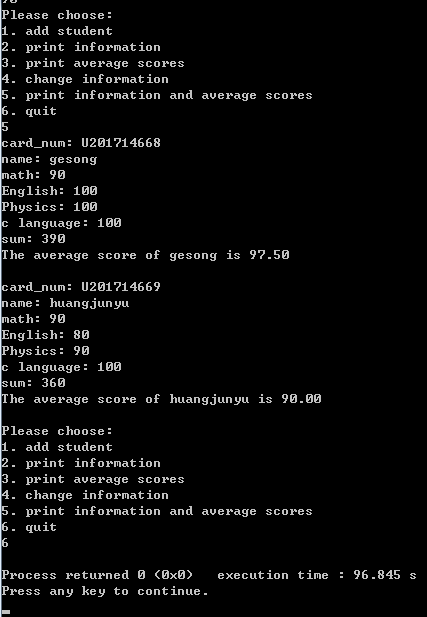 Please choose:
1. add student
2. print information
3. print average scores
4. change information
5. print information and average scores
6. quit
5
card_num: U201714668
name: gesong
math: 90
English: 100
Physics: 100
c language: 100
sum: 390
The average score of gesong is 97.50
card_num: U201714669
name: huangjunyu
math: 90
English: 80
Physics: 90
c language: 100
sum: 360
The average score of huangjunyu is 90.00
Please choose:
1. add student
2. print information
3. print average scores
4. change information
5. print information and average scores
6. quit
6
Process returned 0 (0x0)   execution time : 96.845 s
Press any key to continue.